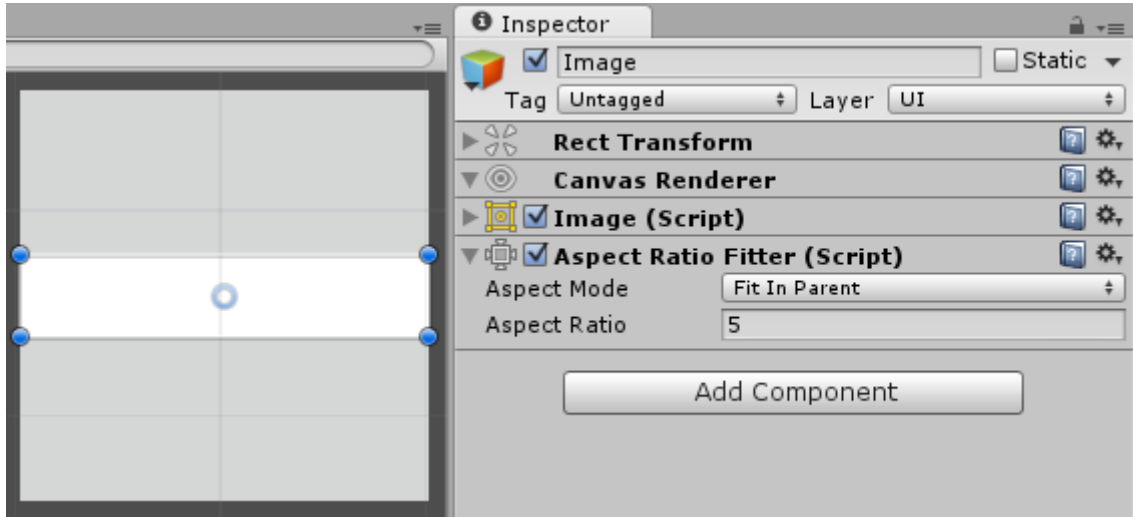 Inspector
Image
Static
Tag Untagged Layer UI
Rect Transform
Canvas Renderer
Image (Script)
Aspect Ratio Fitter (Script)
Aspect Mode Fit In Parent
Aspect Ratio 5
Add Component